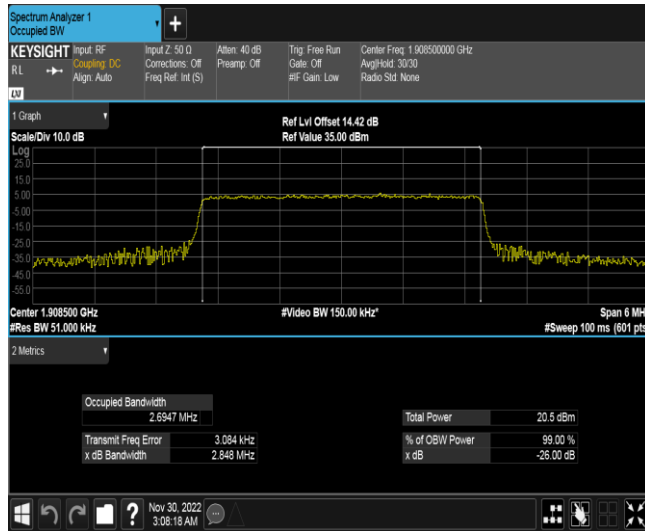 Spectrum Analyzer 1
Occupied BW
+
KEYSIGHT
Input: RF
Input Z: 50 Ω
Atten: 40 dB
Trig: Free Run
Center Freq: 1.908500000 GHz
R L
Coupling: DC
Corrections: Off
Preamp: Off
Gate: Off
Avg|Hold: 30/30
Align: Auto
Freq Ref: Int (S)
#IF Gain: Low
Radio Std: None
LXI
1 Graph
Ref Lvl Offset 14.42 dB
Scale/Div 10.0 dB
Ref Value 35.00 dBm
Log
25.0
15.0
5.00
-5.00
-15.0
-25.0
-35.0
-45.0
-55.0
Center 1.908500 GHz
#Video BW 150.00 kHz*
Span 6 MH
#Res BW 51.000 kHz
#Sweep 100 ms (601 pts
2 Metrics
Occupied Bandwidth
2.6947 MHz
Total Power 20.5 dBm
Transmit Freq Error 3.084 kHz
% of OBW Power 99.00 %
x dB Bandwidth 2.848 MHz
x dB -26.00 dB
?
Nov 30, 2022
3:08:18 AM